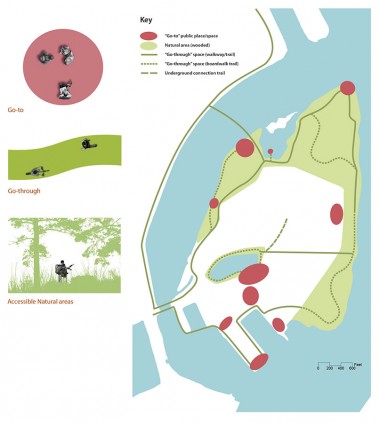 Key
"Go-to" public place/space
Natural area (wooded)
"Go-through" space (walkway/trail)
"Go-through" space (boardwalk trail)
Underground connection trail
Go-to
Go-through
Accessible Natural areas
Feet
0 200 400 600